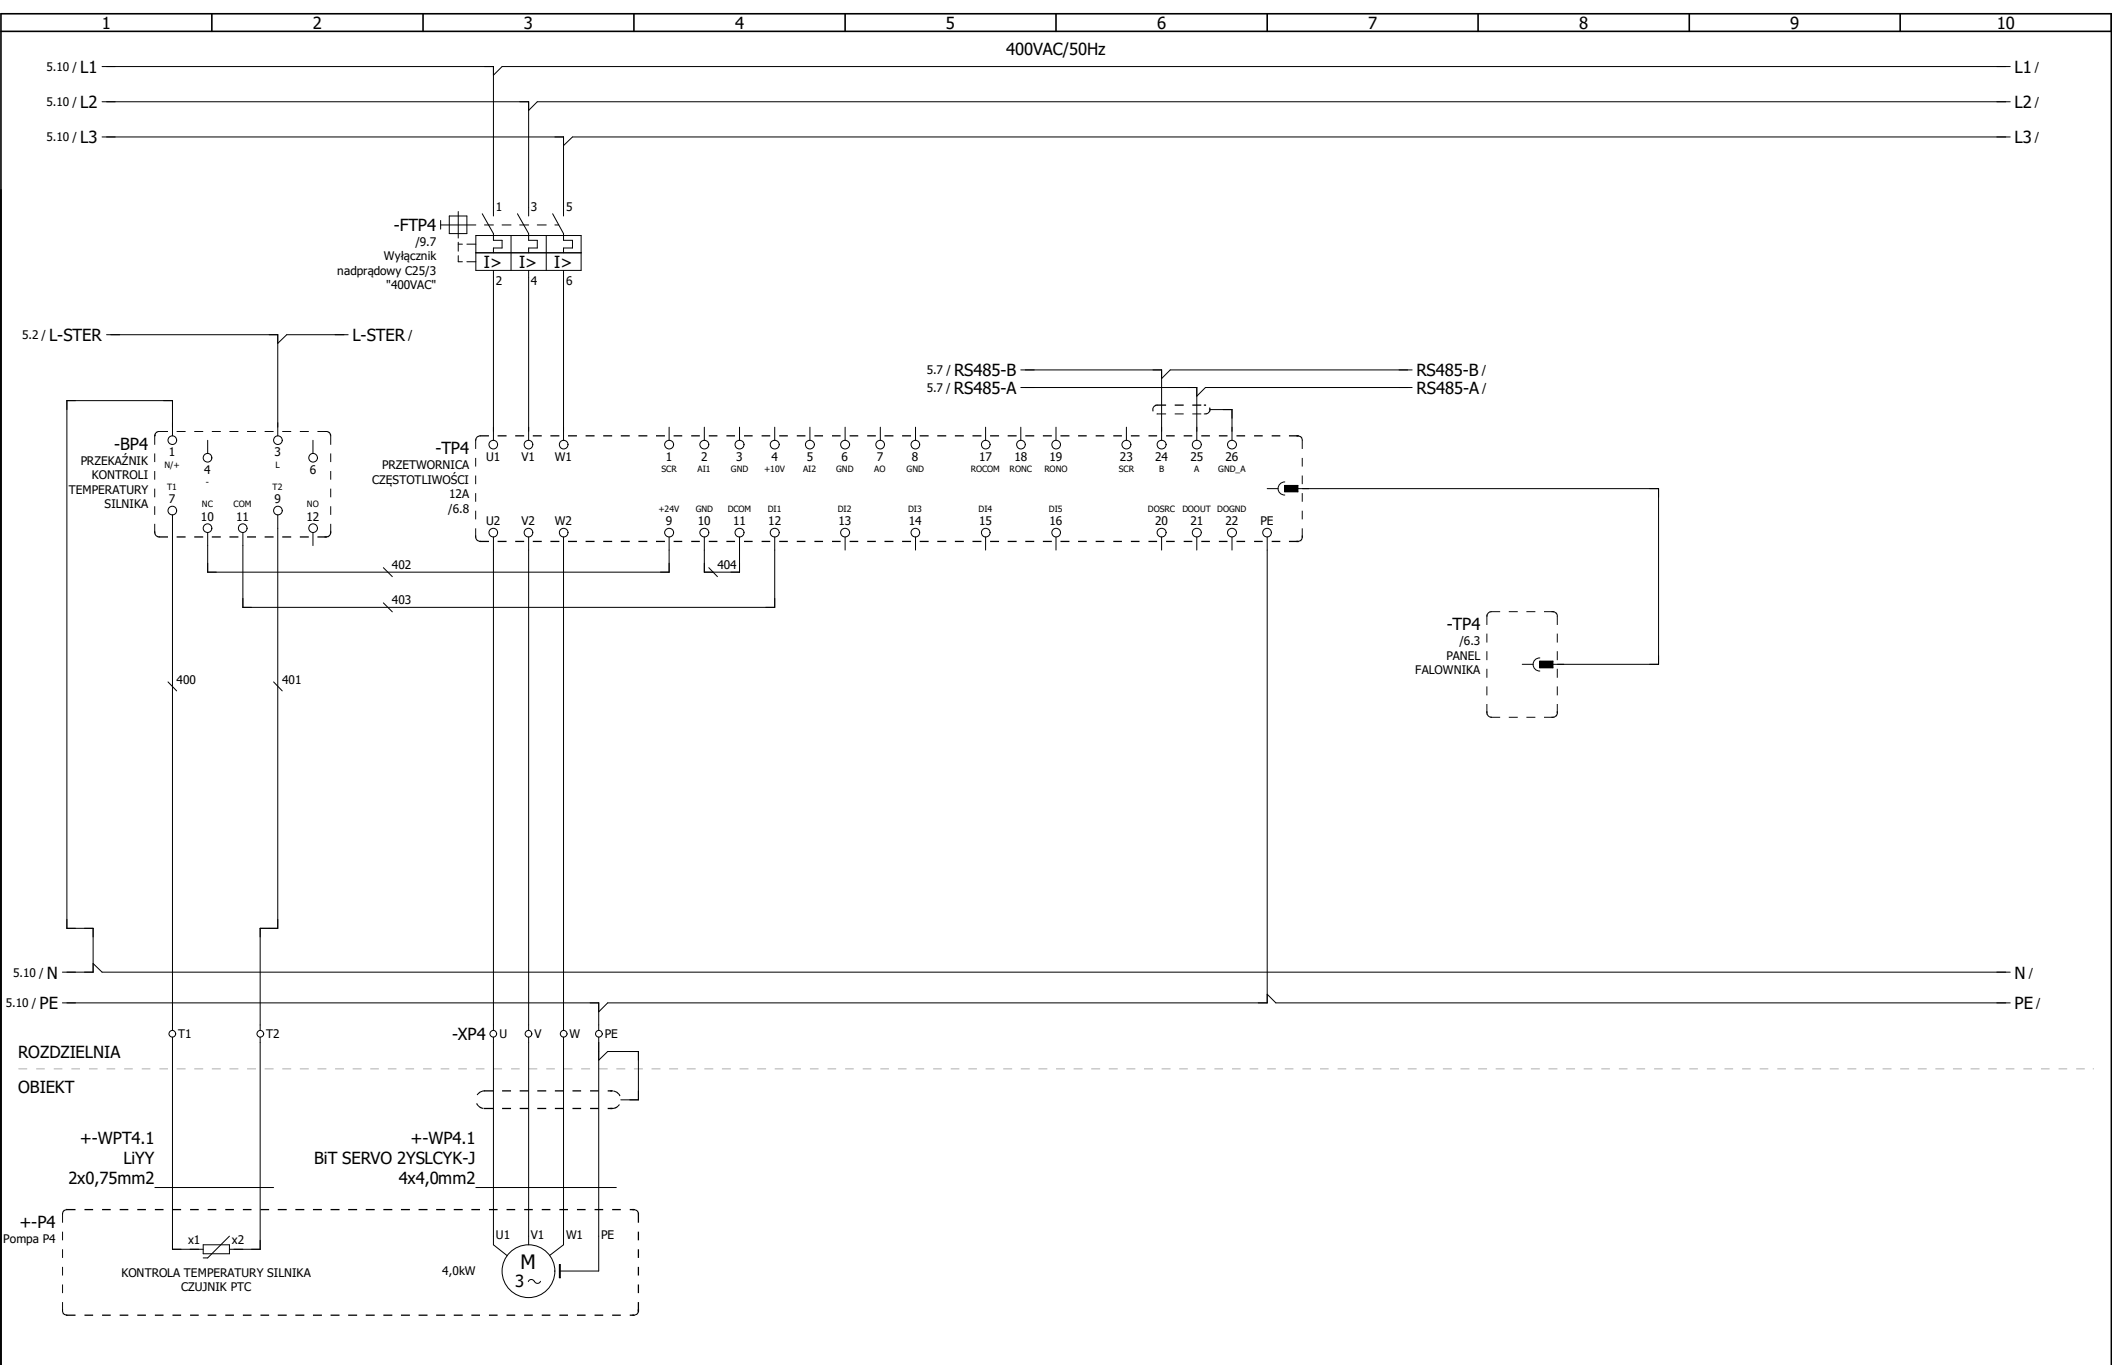 1 2 3 4 5 6 7 8 9 10
400VAC/50Hz
5.10 / L1 L1 /
5.10 / L2 L2 /
5.10 / L3 L3 /
1 3 5
-FTP4
/9.7
Wyłącznik
nadprądowy C25/3
"400VAC"
I> I> I>
2 4 6
5.2 / L-STER L-STER /
5.7 / RS485-B RS485-B /
5.7 / RS485-A RS485-A /
-BP4
PRZEKAŹNIK
KONTROLI
TEMPERATURY
SILNIKA
1 3
N/+ 4 L 6
-
T1 T2
7 NC COM 9 NO
10 11 12
-TP4
PRZETWORNICA
CZĘSTOTLIWOŚCI
12A
/6.8
U1 V1 W1 1 2 3 4 5 6 7 8 17 18 19 23 24 25 26
SCR AI1 GND +10V AI2 GND AO GND ROCOM RONC RONO SCR B A GND_A
+24V GND DCOM DI1 DI2 DI3 DI4 DI5 DOSRC DOOUT DOGND
U2 V2 W2 9 10 11 12 13 14 15 16 20 21 22 PE
402 404
403
-TP4
/6.3
PANEL
FALOWNIKA
400 401
5.10 / N N /
5.10 / PE PE /
T1 T2 -XP4 U V W PE
ROZDZIELNIA
OBIEKT
+-WPT4.1
LiYY
2x0,75mm2
+-WP4.1
BiT SERVO 2YSLCYK-J
4x4,0mm2
+-P4
Pompa P4
x1 x2
KONTROLA TEMPERATURY SILNIKA
CZUJNIK PTC
U1 V1 W1 PE
4,0kW
M
3~